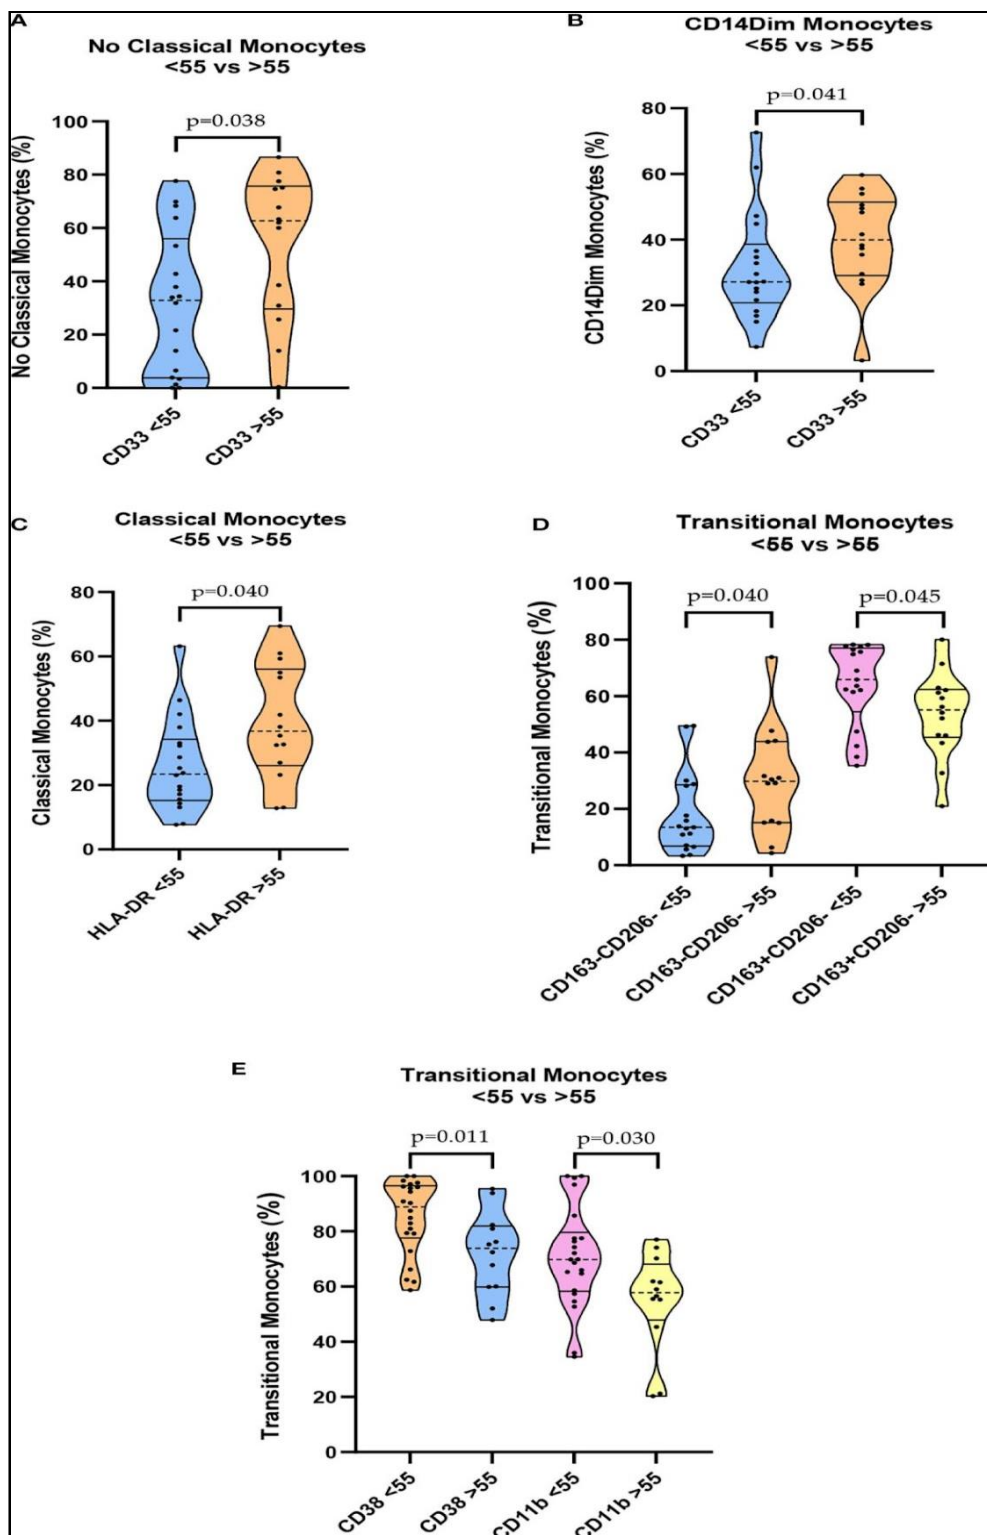 A
No Classical Monocytes
<55 vs >55
p=0.038
No Classical Monocytes (%)
100
80
60
40
20
0
CD33 <55
CD33 >55
B
CD14Dim Monocytes
<55 vs >55
p=0.041
CD14Dim Monocytes (%)
80
60
40
20
0
CD33 <55
CD33 >55
C
Classical Monocytes
<55 vs >55
p=0.040
Classical Monocytes (%)
80
60
40
20
0
HLA-DR <55
HLA-DR >55
D
Transitional Monocytes
<55 vs >55
p=0.040
p=0.045
Transitional Monocytes (%)
100
80
60
40
20
0
CD163-CD206- <55
CD163-CD206- >55
CD163+CD206- <55
CD163+CD206- >55
E
Transitional Monocytes
<55 vs >55
p=0.011
p=0.030
Transitional Monocytes (%)
100
80
60
40
20
0
CD38 <55
CD38 >55
CD11b <55
CD11b >55